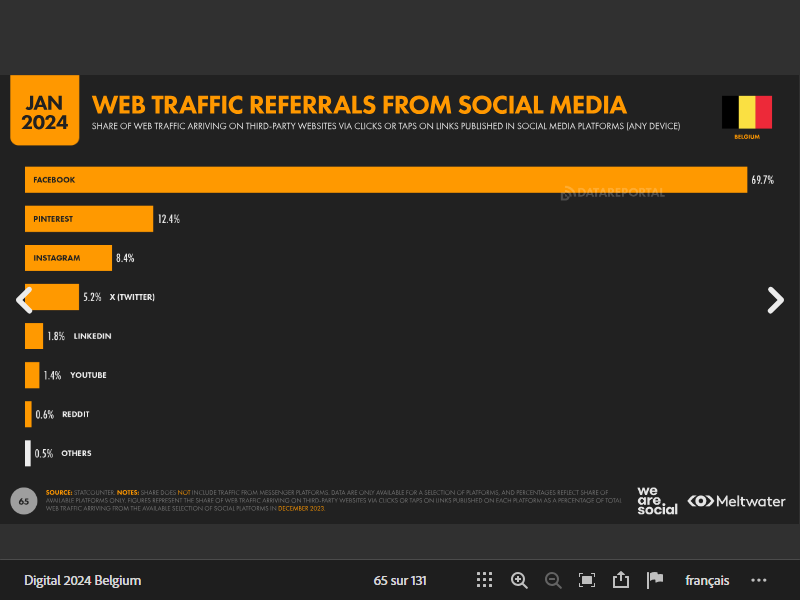 JAN
2024
WEB TRAFFIC REFERRALS FROM SOCIAL MEDIA
SHARE OF WEB TRAFFIC ARRIVING ON THIRD-PARTY WEBSITES VIA CLICKS OR TAPS ON LINKS PUBLISHED IN SOCIAL MEDIA PLATFORMS (ANY DEVICE)
BELGIUM
FACEBOOK 69.7%
DATAREPORTAL
PINTEREST 12.4%
INSTAGRAM 8.4%
5.2% X (TWITTER)
1.8% LINKEDIN
1.4% YOUTUBE
0.6% REDDIT
0.5% OTHERS
65
SOURCE: STATCOUNTER. NOTES: SHARE DOES NOT INCLUDE TRAFFIC FROM MESSENGER PLATFORMS. DATA ARE ONLY AVAILABLE FOR A SELECTION OF PLATFORMS, AND PERCENTAGES REFLECT SHARE OF
AVAILABLE PLATFORMS ONLY. FIGURES REPRESENT THE SHARE OF WEB TRAFFIC ARRIVING ON THIRD-PARTY WEBSITES VIA CLICKS OR TAPS ON LINKS PUBLISHED ON EACH PLATFORM AS A PERCENTAGE OF TOTAL
WEB TRAFFIC ARRIVING FROM THE AVAILABLE SELECTION OF SOCIAL PLATFORMS IN DECEMBER 2023.
we
are.
social
Meltwater
Digital 2024 Belgium
65 sur 131
français